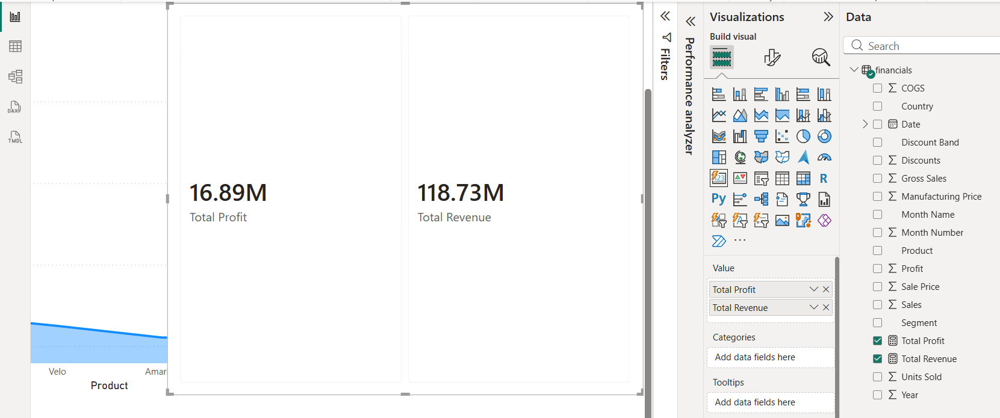 DAX
TMDL
16.89M
Total Profit
118.73M
Total Revenue
Velo
Amar
Product
Filters
Performance analyzer
Visualizations
Build visual
123
R
Py
Value
Total Profit
Total Revenue
Categories
Add data fields here
Tooltips
Add data fields here
Data
Search
financials
COGS
Country
Date
Discount Band
Discounts
Gross Sales
Manufacturing Price
Month Name
Month Number
Product
Profit
Sale Price
Sales
Segment
Total Profit
Total Revenue
Units Sold
Year